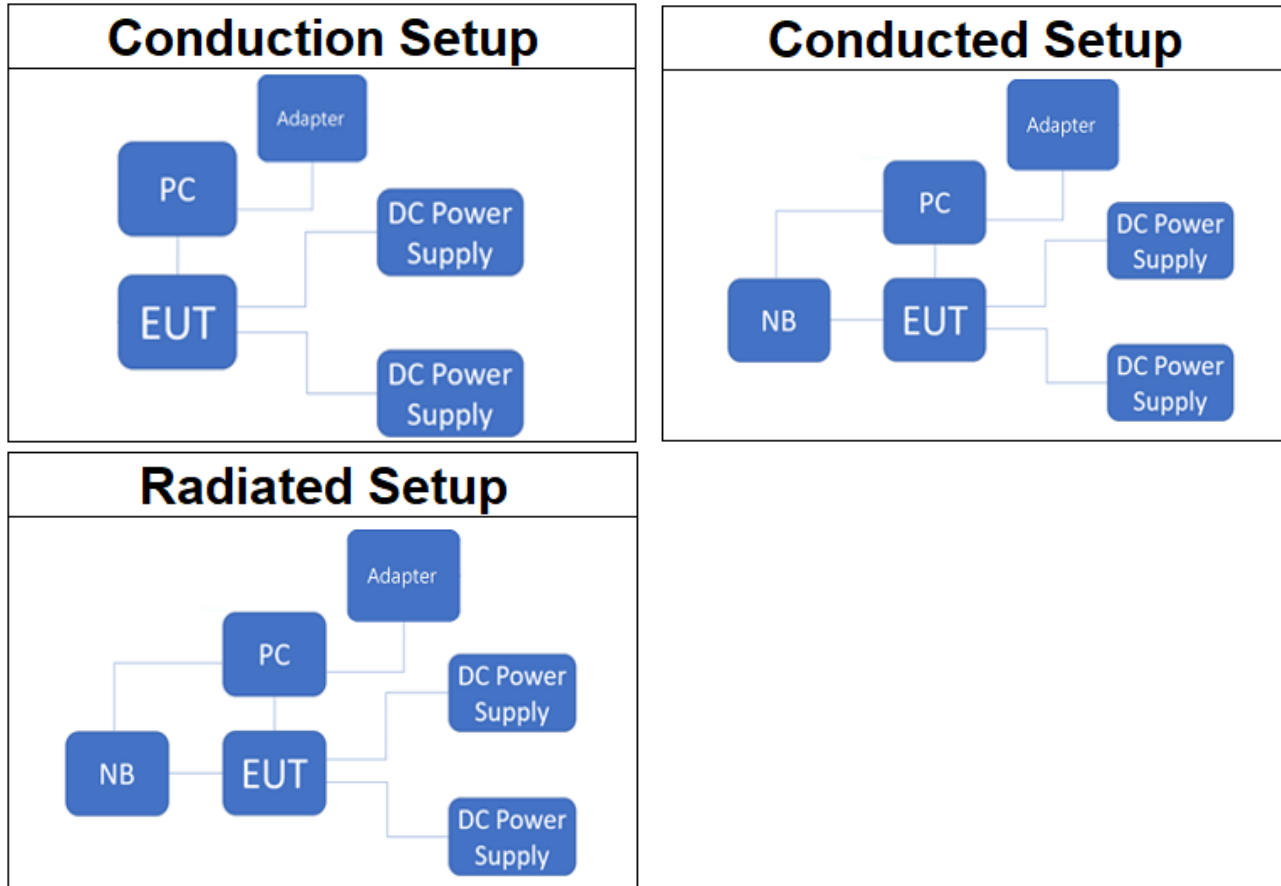 Conduction Setup
Adapter
PC
DC Power
Supply
EUT
DC Power
Supply
Conducted Setup
Adapter
PC
DC Power
Supply
NB
EUT
DC Power
Supply
Radiated Setup
Adapter
PC
DC Power
Supply
NB
EUT
DC Power
Supply